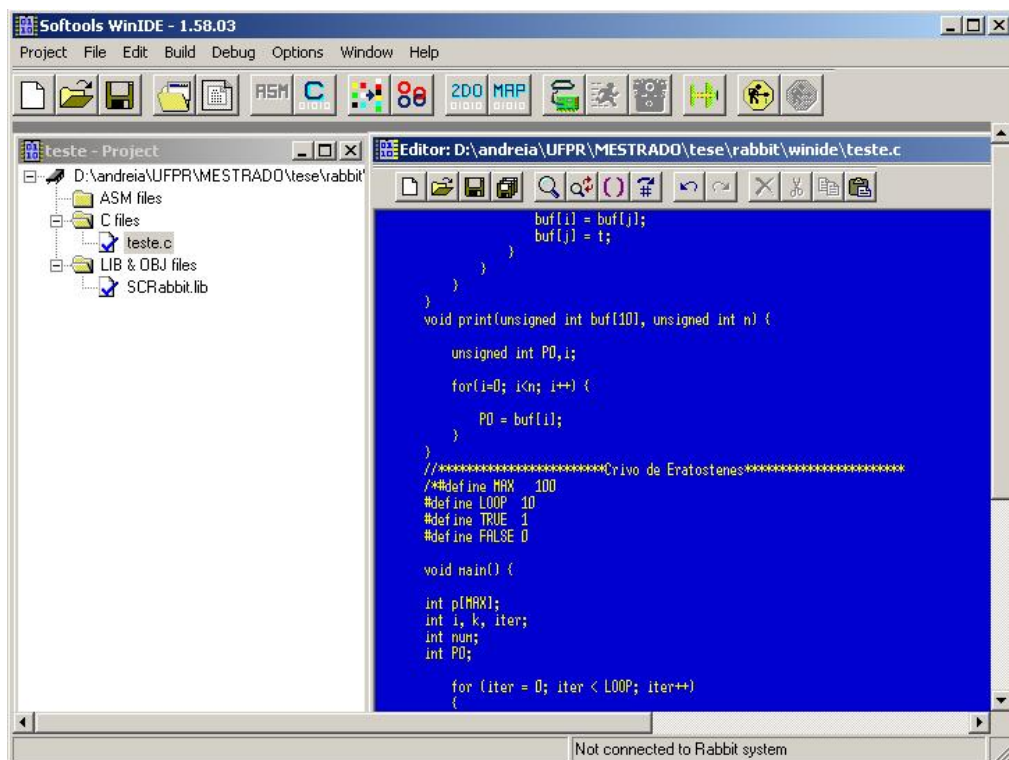 Softools WinIDE - 1.58.03
Project File Edit Build Debug Options Window Help
ASM C 2DO MAP
teste - Project
D:\andreia\UFPR\MESTRADO\tese\rabbit'
ASM files
C files
teste.c
LIB & OBJ files
SCRabbit.lib
Editor: D:\andreia\UFPR\MESTRADO\tese\rabbit\winide\teste.c
buf[i] = buf[j];
buf[j] = t;
}
}
}
}
void print(unsigned int buf[10], unsigned int n) {
unsigned int PO,i;
for(i=0; i<n; i++) {
PO = buf[i];
}
}
//************************Crivo de Eratostenes***********************
/*#define MAX 100
#define LOOP 10
#define TRUE 1
#define FALSE 0
void main() {
int p[MAX];
int i, k, iter;
int num;
int PO;
for (iter = 0; iter < LOOP; iter++)
{
Not connected to Rabbit system